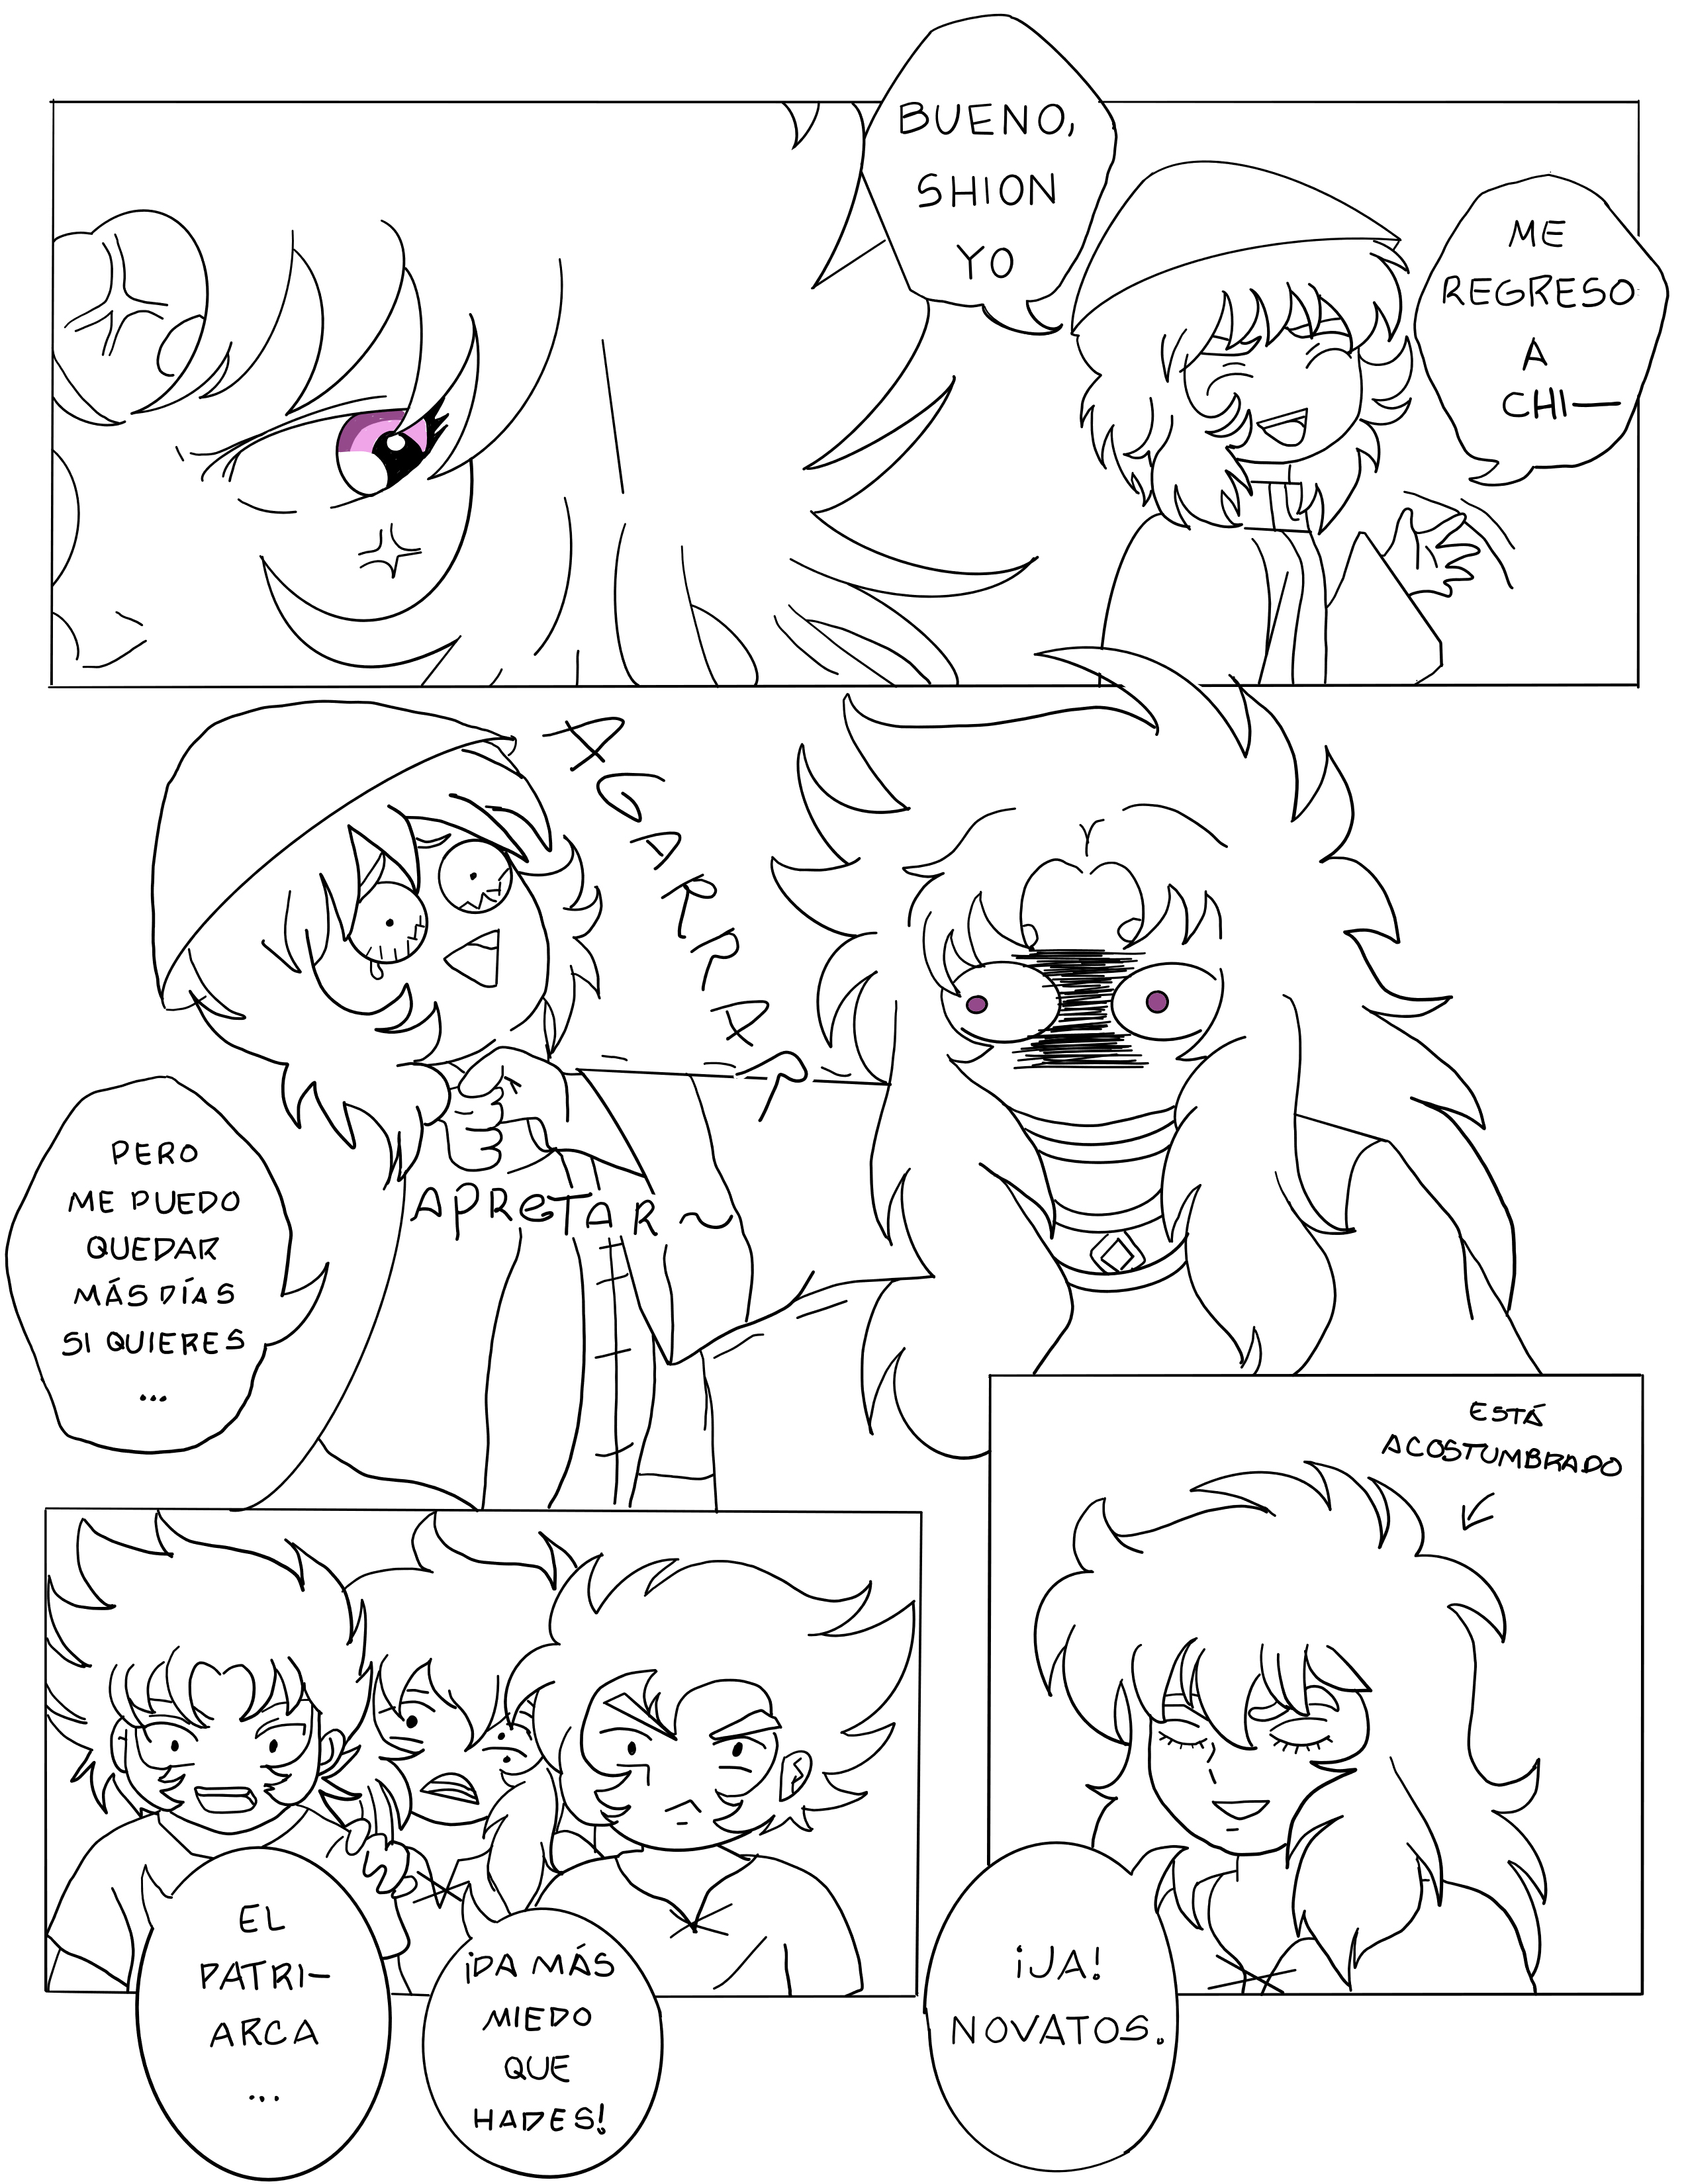 BUENO,
SHION
YO
ME
REGRESO
A
CHI—
AGARRAR
APRETAR ~
PERO
ME PUEDO
QUEDAR
MÁS DÍAS
SI QUIERES
...
ESTÁ
ACOSTUMBRADO
EL
PATRI—
ARCA
...
¡DA MÁS
MIEDO
QUE
HADES!
¡JA!
NOVATOS.